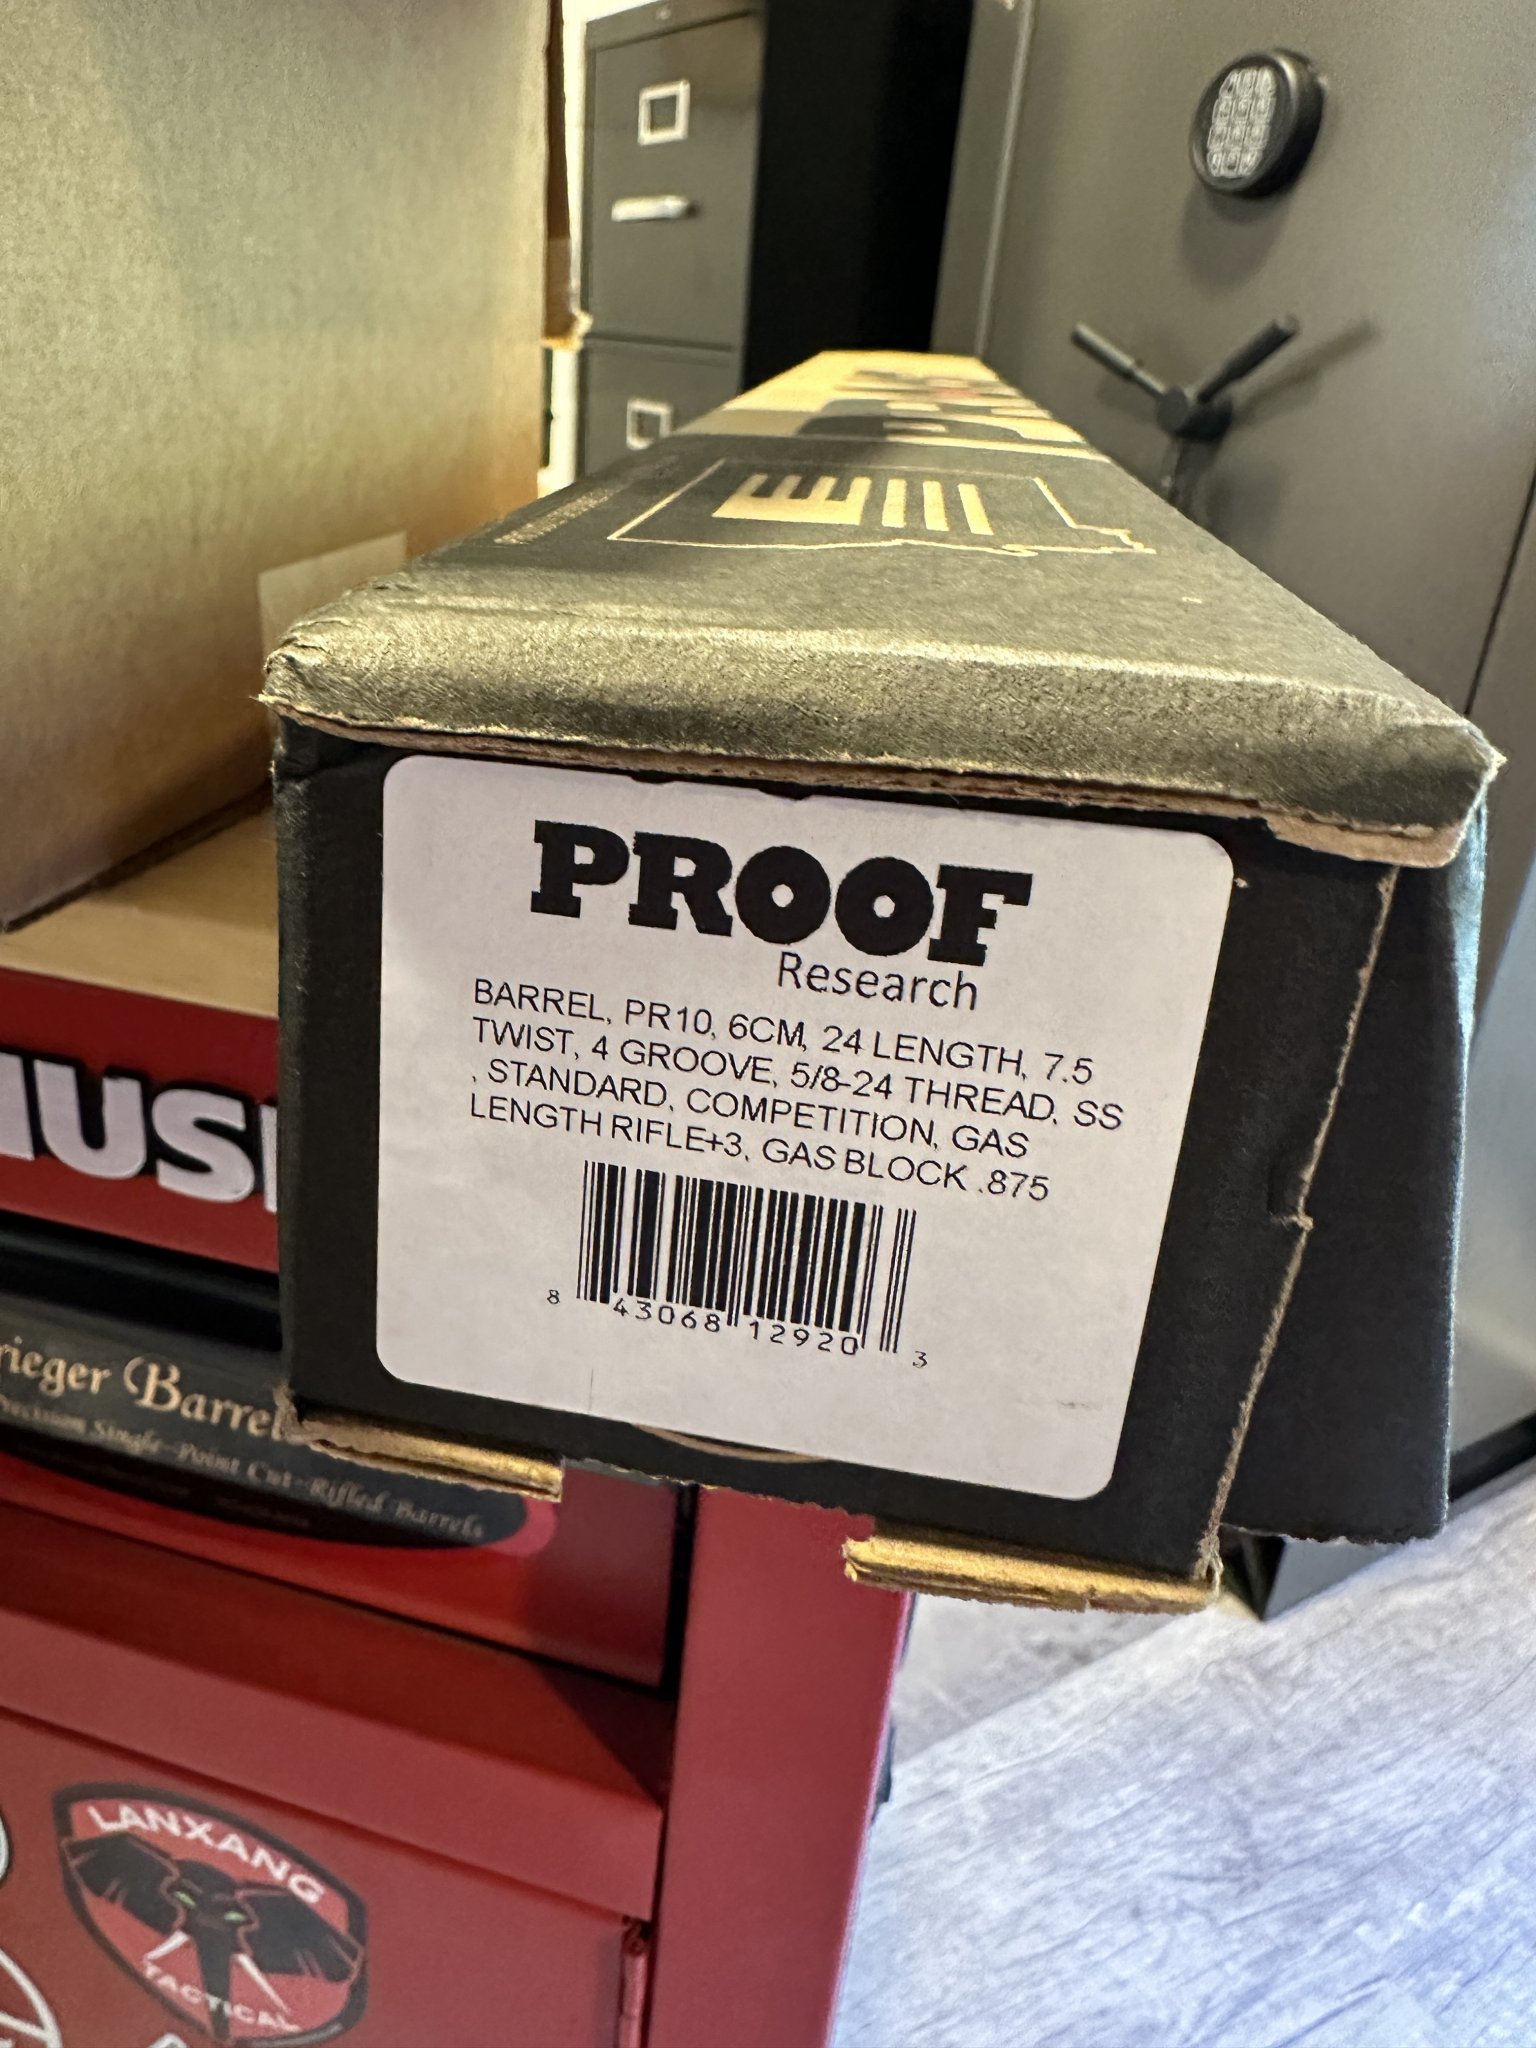 PROOF
Research
BARREL, PR10, 6CM, 24 LENGTH, 7.5
TWIST, 4 GROOVE, 5/8-24 THREAD, SS
, STANDARD, COMPETITION, GAS
LENGTH RIFLE+3, GAS BLOCK .875
8 43068 12920 3
HUS
rieger Barrels
Precision Single-Point Cut-Rifled Barrels
LANXANG
TACTICAL